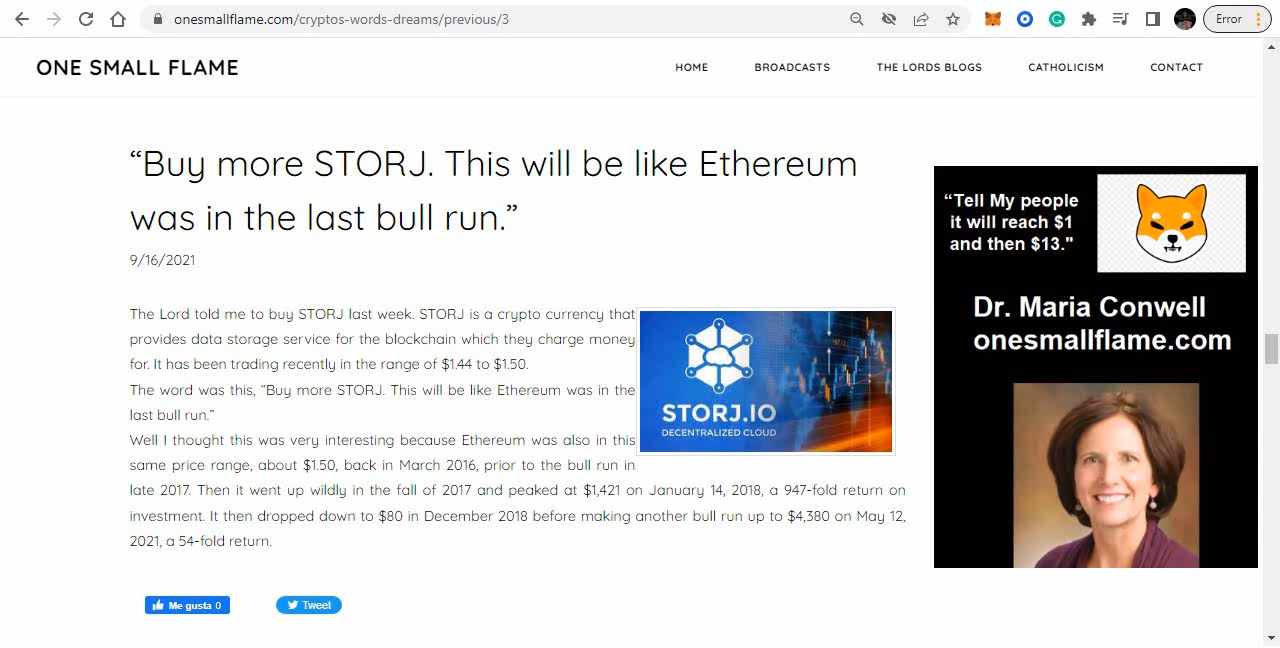 onesmallflame.com/cryptos-words-dreams/previous/3
Error
ONE SMALL FLAME
HOME
BROADCASTS
THE LORDS BLOGS
CATHOLICISM
CONTACT
“Buy more STORJ. This will be like Ethereum
was in the last bull run.”
9/16/2021
The Lord told me to buy STORJ last week. STORJ is a crypto currency that
provides data storage service for the blockchain which they charge money
for. It has been trading recently in the range of $1.44 to $1.50.
The word was this, “Buy more STORJ. This will be like Ethereum was in the
last bull run.”
Well I thought this was very interesting because Ethereum was also in this
same price range, about $1.50, back in March 2016, prior to the bull run in
late 2017. Then it went up wildly in the fall of 2017 and peaked at $1,421 on January 14, 2018, a 947-fold return on
investment. It then dropped down to $80 in December 2018 before making another bull run up to $4,380 on May 12,
2021, a 54-fold return.
STORJ.IO
DECENTRALIZED CLOUD
Me gusta 0
Tweet
“Tell My people
it will reach $1
and then $13."
Dr. Maria Conwell
onesmallflame.com